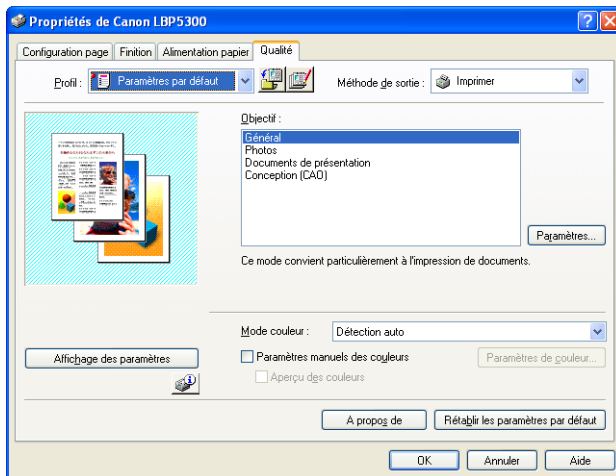 Propriétés de Canon LBP5300
Configuration page Finition Alimentation papier Qualité
Profil : Paramètres par défaut Méthode de sortie : Imprimer
Objectif :
Général
Photos
Documents de présentation
Conception (CAO)
Paramètres...
Ce mode convient particulièrement à l'impression de documents.
Mode couleur : Détection auto
Affichage des paramètres
Paramètres manuels des couleurs Paramètres de couleur...
Aperçu des couleurs
A propos de Rétablir les paramètres par défaut
OK Annuler Aide